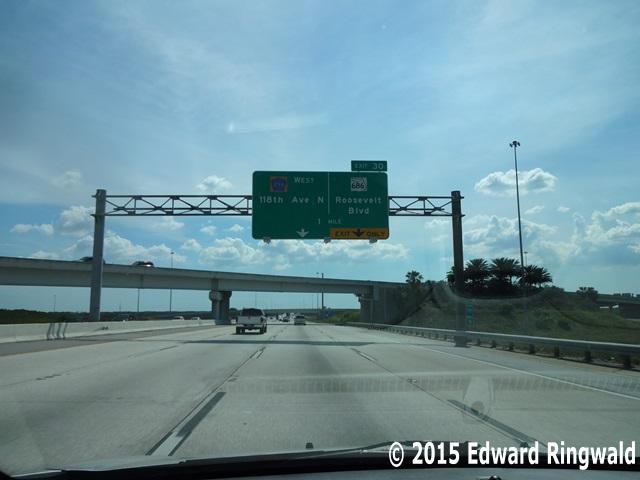 EXIT 30
WEST
118th Ave N
1 MILE
686
Roosevelt
Blvd
EXIT ONLY
© 2015 Edward Ringwald